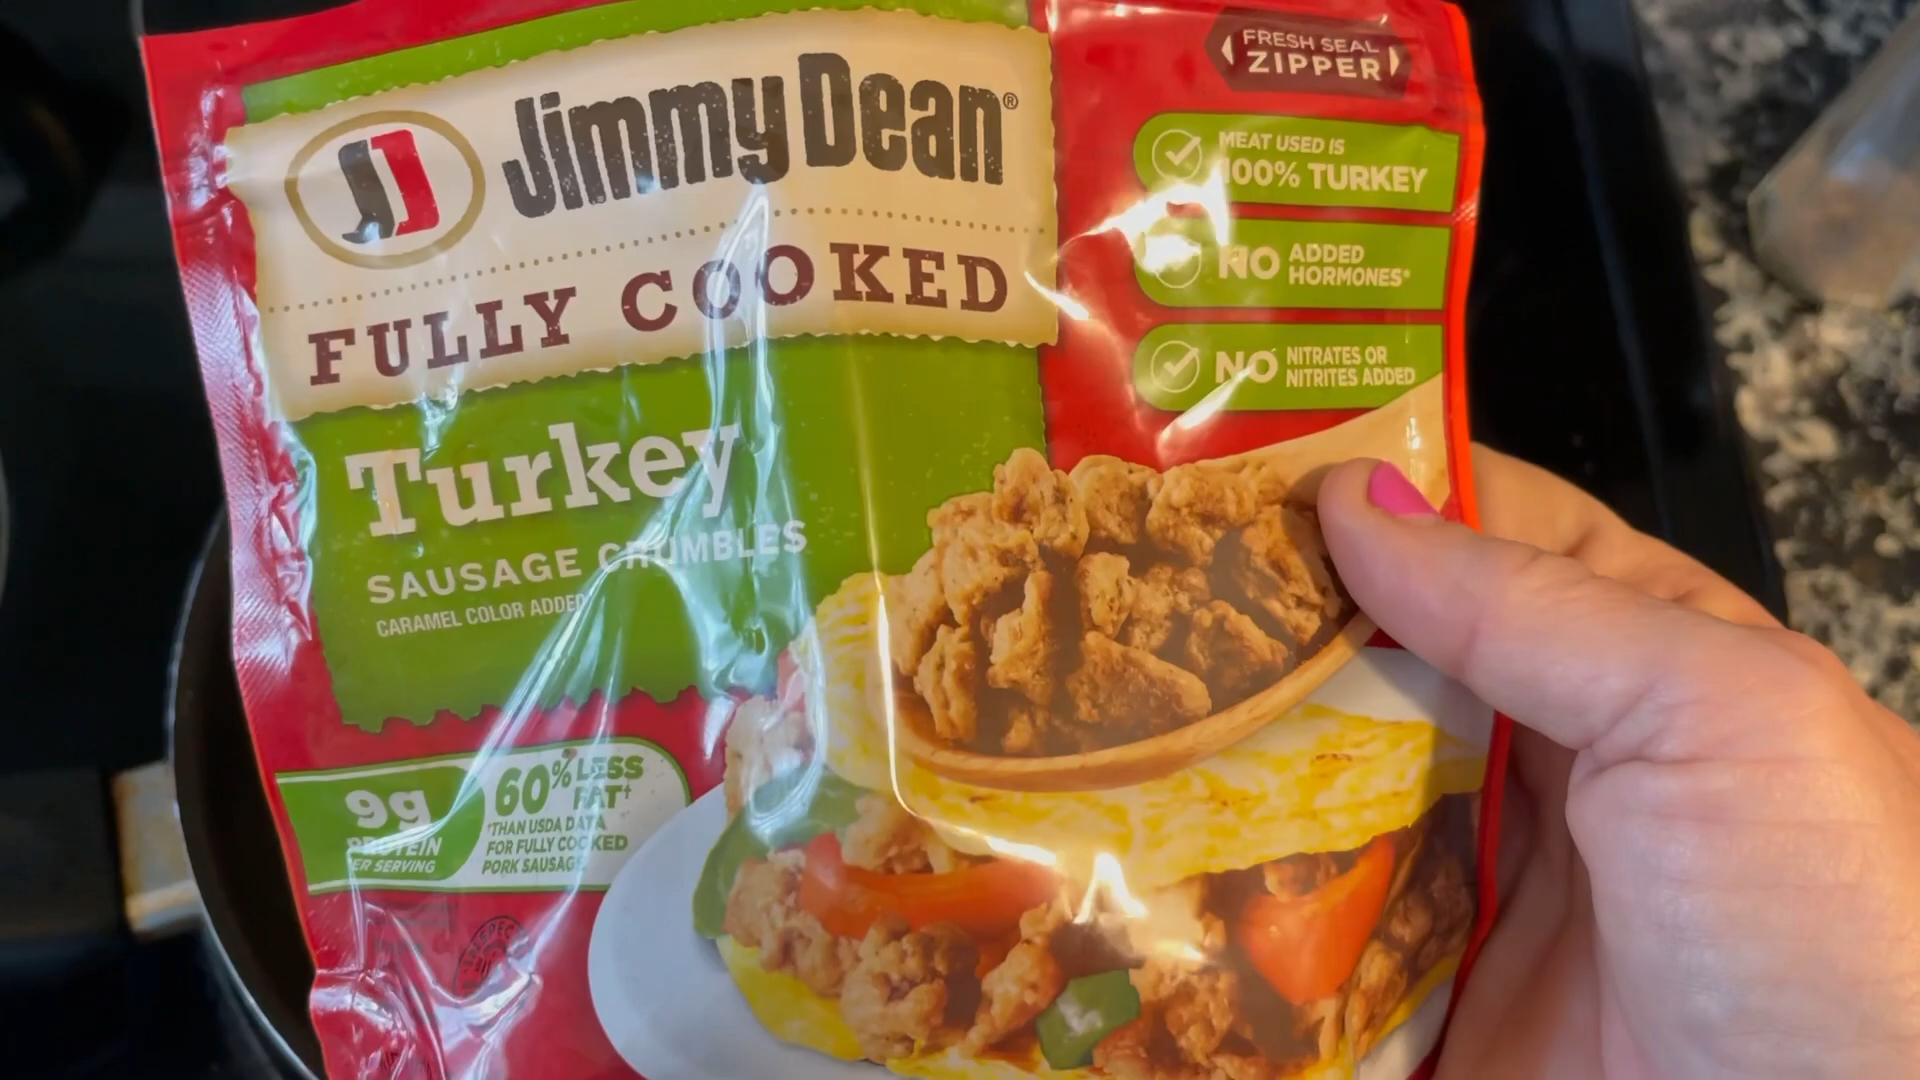 Jimmy Dean®
FULLY COOKED
Turkey
SAUSAGE CRUMBLES
CARAMEL COLOR ADDED
9g
PROTEIN
ER SERVING
60% LESS
FAT†
†THAN USDA DATA
FOR FULLY COOKED
PORK SAUSAGE
FRESH SEAL
ZIPPER
MEAT USED IS
100% TURKEY
NO ADDED
HORMONES*
NO NITRATES OR
NITRITES ADDED